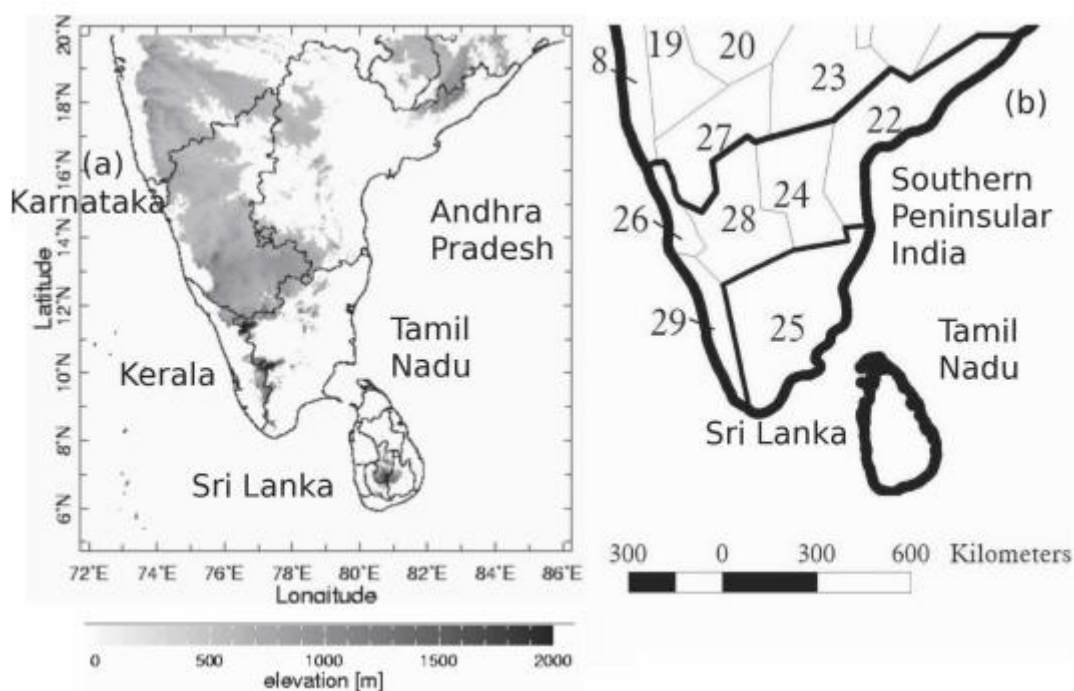 20°N
18°N
(a)
16°N
Karnataka
Andhra
Pradesh
14°N
Latitude
12°N
Tamil
Nadu
Kerala
10°N
8°N
Sri Lanka
6°N
72°E 74°E 76°E 78°E 80°E 82°E 84°E 86°E
Longitude
0 500 1000 1500 2000
elevation [m]
19 20
8
23
(b)
22
27
Southern
Peninsular
India
24
26
28
29
25
Tamil
Nadu
Sri Lanka
300 0 300 600 Kilometers